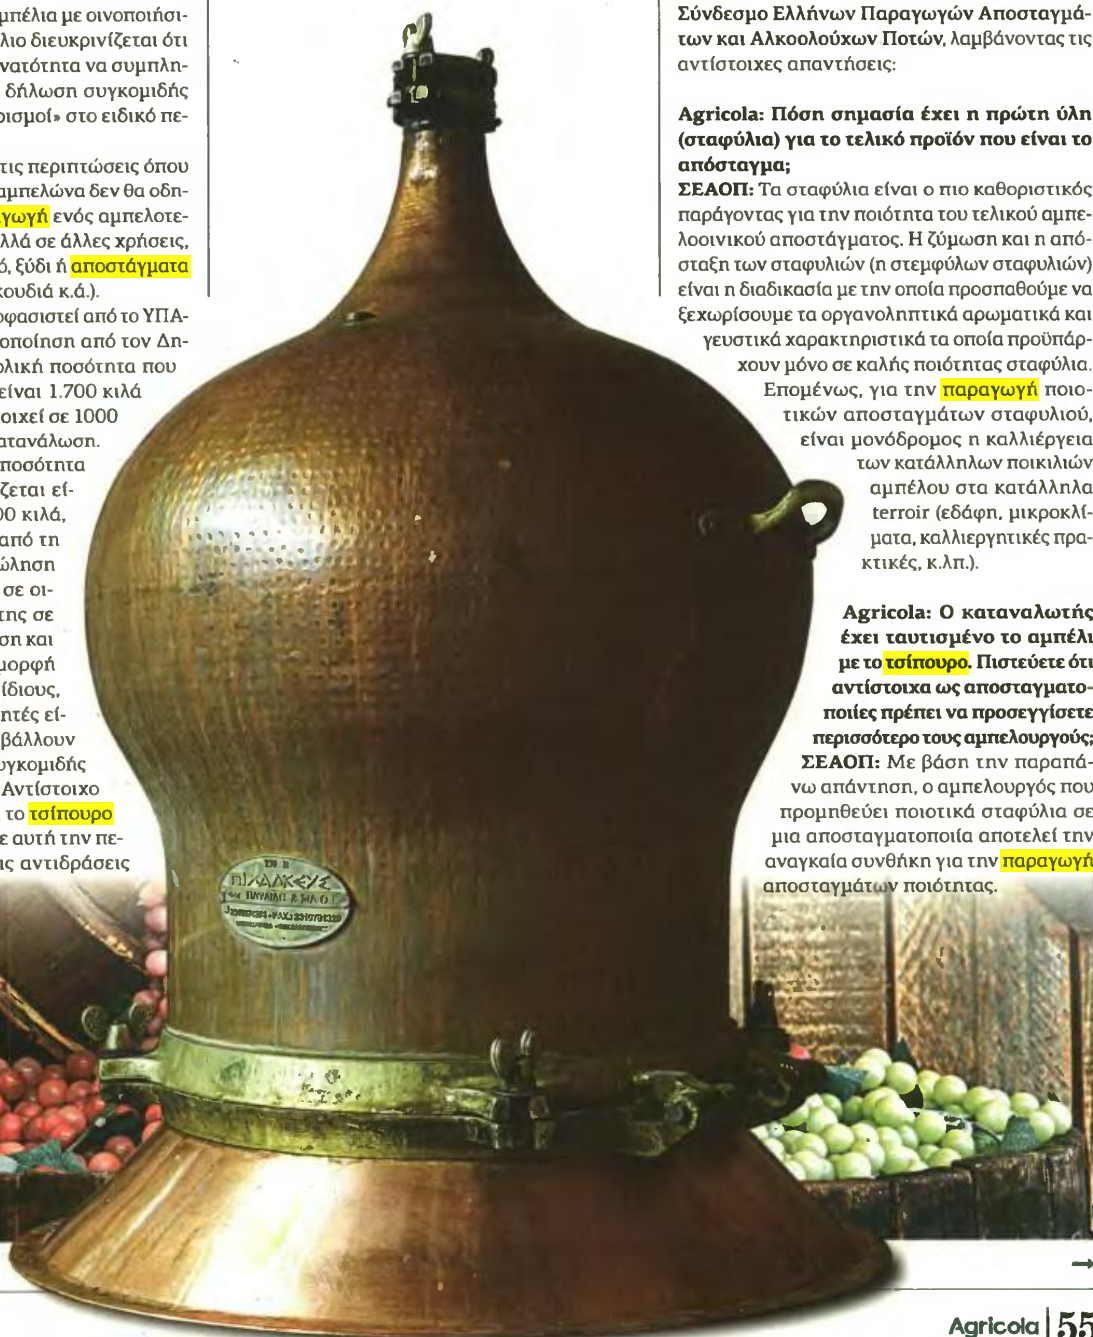 μπέλια με οινοποιήσι-
λιο διευκρινίζεται ότι
νατότητα να συμπλη-
δήλωση συγκομιδής
ρισμοί» στο ειδικό πε-
τις περιπτώσεις όπου
αμπελώνα δεν θα οδη-
γωγή ενός αμπελοτε-
λλά σε άλλες χρήσεις,
ό, ξύδι ή αποστάγματα
κουδιά κ.ά.).
οφασιστεί από το ΥΠΑ-
οποίηση από τον Δη-
ολική ποσότητα που
είναι 1.700 κιλά
οιχεί σε 1000
ατανάλωση.
ποσότητα
ζεται εί-
00 κιλά,
από τη
ώληση
σε οι-
της σε
ση και
μορφή
ίδιους,
ητές εί-
βάλλουν
υγκομιδής
Αντίστοιχο
το τσίπουρο
ε αυτή την πε-
ις αντιδράσεις
Σύνδεσμο Ελλήνων Παραγωγών Αποσταγμά-
των και Αλκοολούχων Ποτών, λαμβάνοντας τις
αντίστοιχες απαντήσεις:
Agricola: Πόση σημασία έχει η πρώτη ύλη
(σταφύλια) για το τελικό προϊόν που είναι το
απόσταγμα;
ΣΕΑΟΠ: Τα σταφύλια είναι ο πιο καθοριστικός
παράγοντας για την ποιότητα του τελικού αμπε-
λοοινικού αποστάγματος. Η ζύμωση και η από-
σταξη των σταφυλιών (η στεμφύλων σταφυλιών)
είναι η διαδικασία με την οποία προσπαθούμε να
ξεχωρίσουμε τα οργανοληπτικά αρωματικά και
γευστικά χαρακτηριστικά τα οποία προϋπάρ-
χουν μόνο σε καλής ποιότητας σταφύλια.
Επομένως, για την παραγωγή ποιο-
τικών αποσταγμάτων σταφυλιού,
είναι μονόδρομος η καλλιέργεια
των κατάλληλων ποικιλιών
αμπέλου στα κατάλληλα
terroir (εδάφη, μικροκλί-
ματα, καλλιεργητικές πρα-
κτικές, κ.λπ.).
Agricola: Ο καταναλωτής
έχει ταυτισμένο το αμπέλι
με το τσίπουρο. Πιστεύετε ότι
αντίστοιχα ως αποσταγματο-
ποιίες πρέπει να προσεγγίσετε
περισσότερο τους αμπελουργούς;
ΣΕΑΟΠ: Με βάση την παραπά-
νω απάντηση, ο αμπελουργός που
προμηθεύει ποιοτικά σταφύλια σε
μια αποσταγματοποιία αποτελεί την
αναγκαία συνθήκη για την παραγωγή
αποσταγμάτων ποιότητας.
→
Agricola | 55